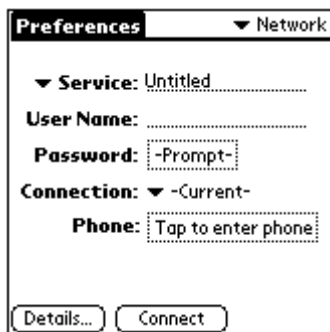 Preferences Network
Service: Untitled
User Name:
Password: -Prompt-
Connection: -Current-
Phone: Tap to enter phone
Details... Connect